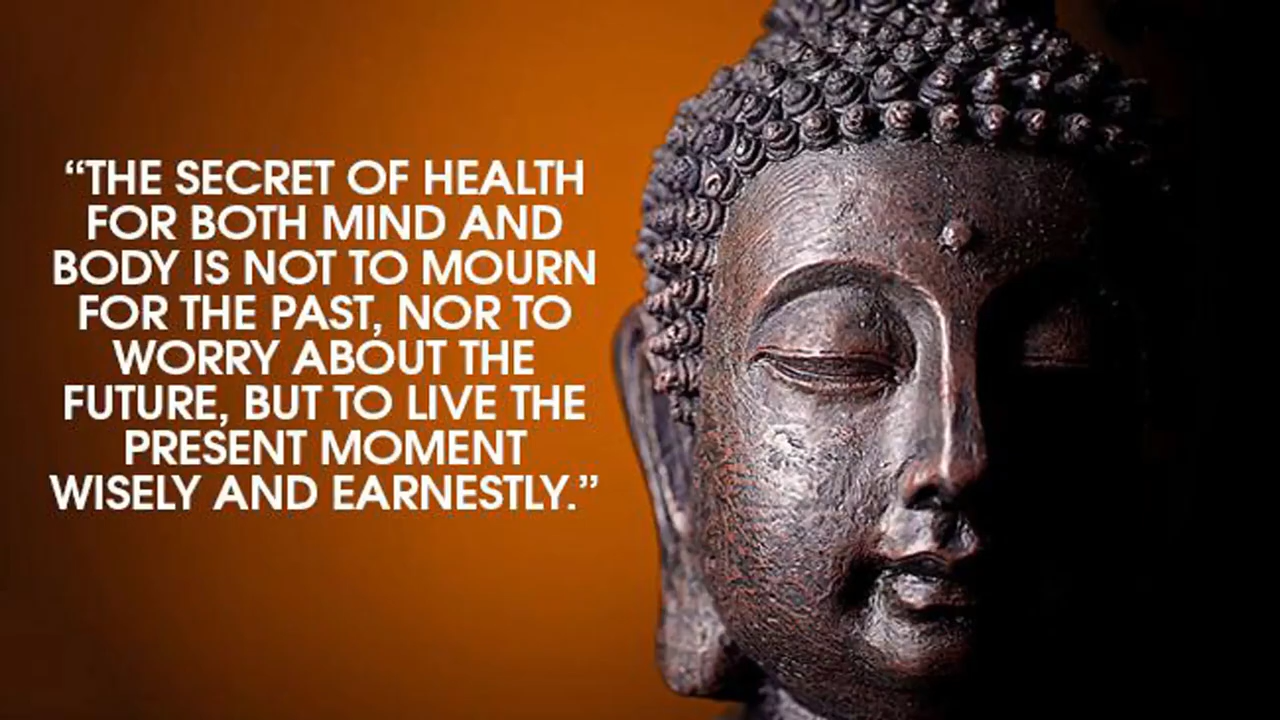 “THE SECRET OF HEALTH
FOR BOTH MIND AND
BODY IS NOT TO MOURN
FOR THE PAST, NOR TO
WORRY ABOUT THE
FUTURE, BUT TO LIVE THE
PRESENT MOMENT
WISELY AND EARNESTLY.”